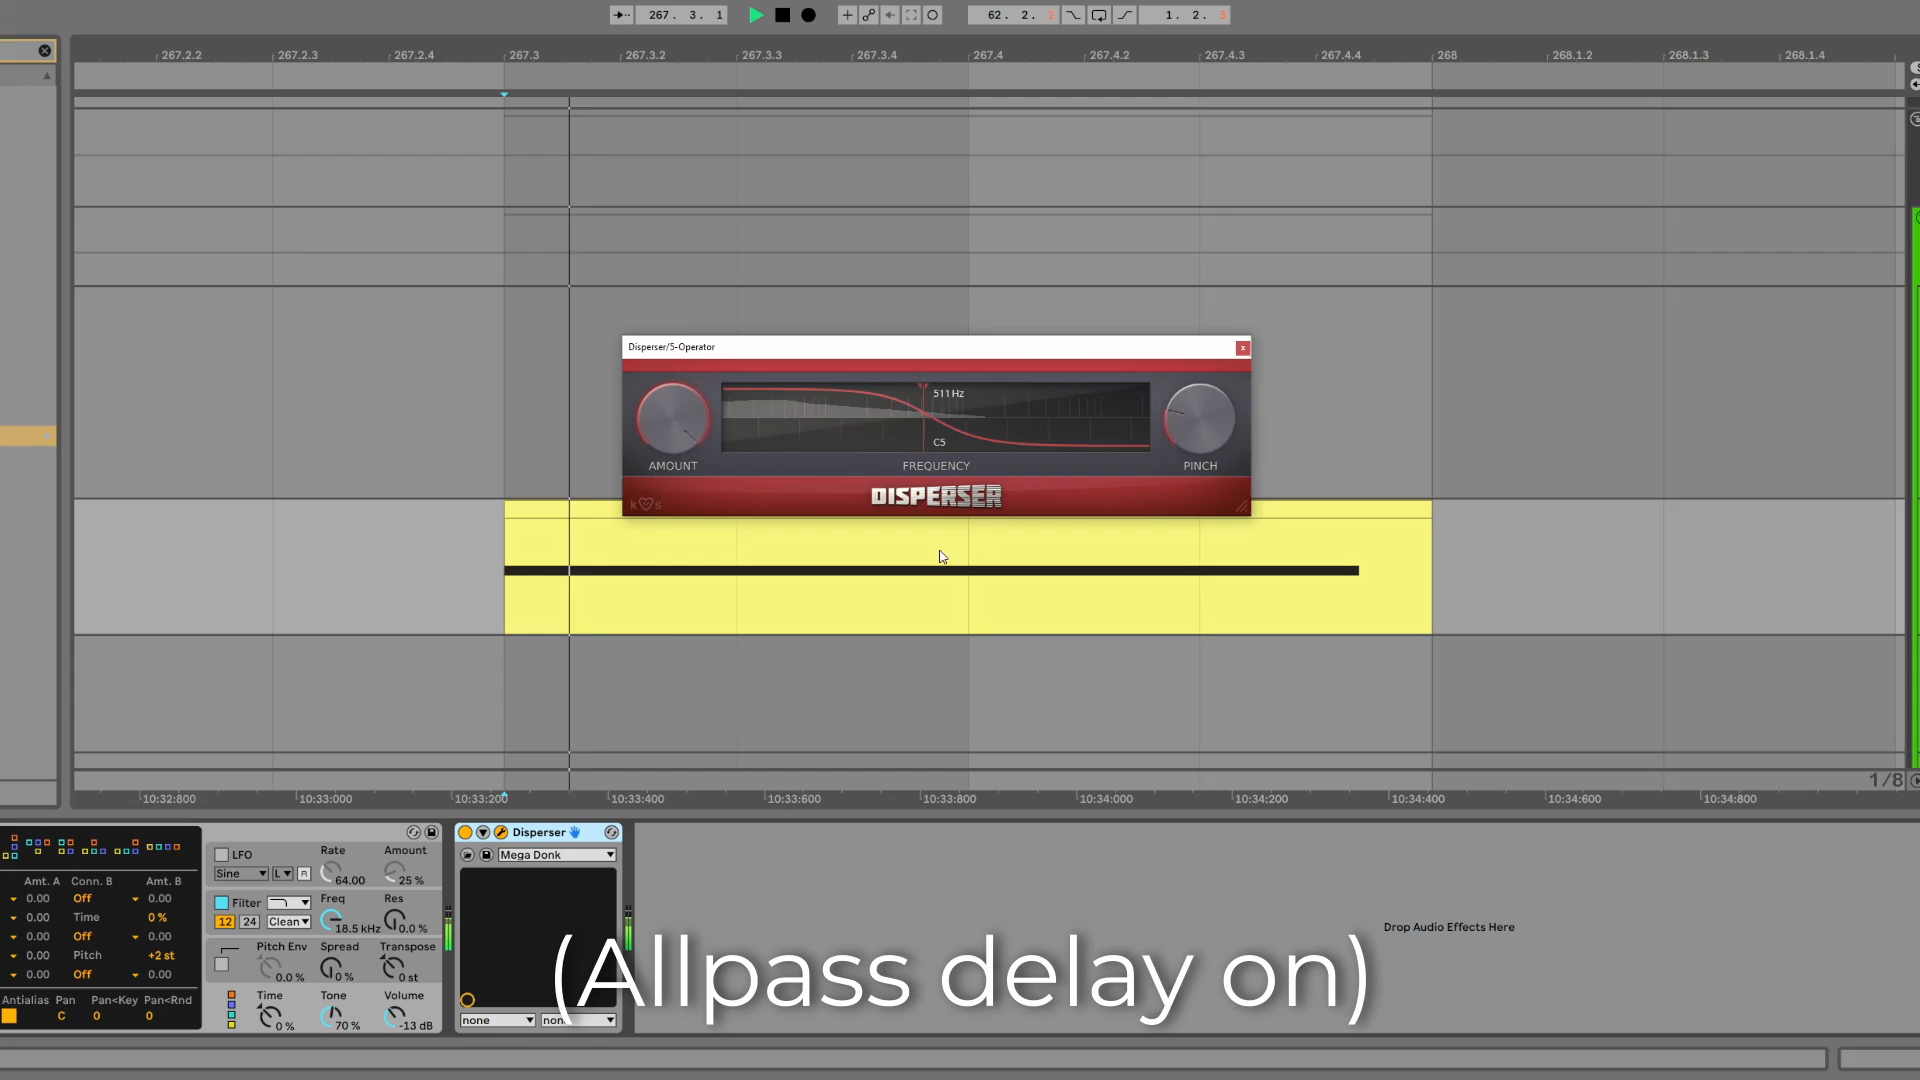 267. 3. 1
62. 2. 2
1. 2. 3
267.2.2 267.2.3 267.2.4 267.3 267.3.2 267.3.3 267.3.4 267.4 267.4.2 267.4.3 267.4.4 268 268.1.2 268.1.3 268.1.4
Disperser/5-Operator
511Hz
C5
AMOUNT FREQUENCY PINCH
DISPERSER
k s
1/8
10:32:800 10:33:000 10:33:200 10:33:400 10:33:600 10:33:800 10:34:000 10:34:200 10:34:400 10:34:600 10:34:800
Amt. A Conn. B Amt. B
0.00 Off 0.00
0.00 Time 0 %
0.00 Off 0.00
0.00 Pitch +2 st
0.00 Off 0.00
Antialias Pan Pan<Key Pan<Rnd
C 0 0
LFO Rate Amount
Sine L R 64.00 25 %
Filter Freq Res
12 24 Clean 18.5 kHz 0.0 %
Pitch Env Spread Transpose
0.0 % 0 % 0 st
Time Tone Volume
0 % 70 % -13 dB
Disperser
Mega Donk
none
Drop Audio Effects Here
(Allpass delay on)